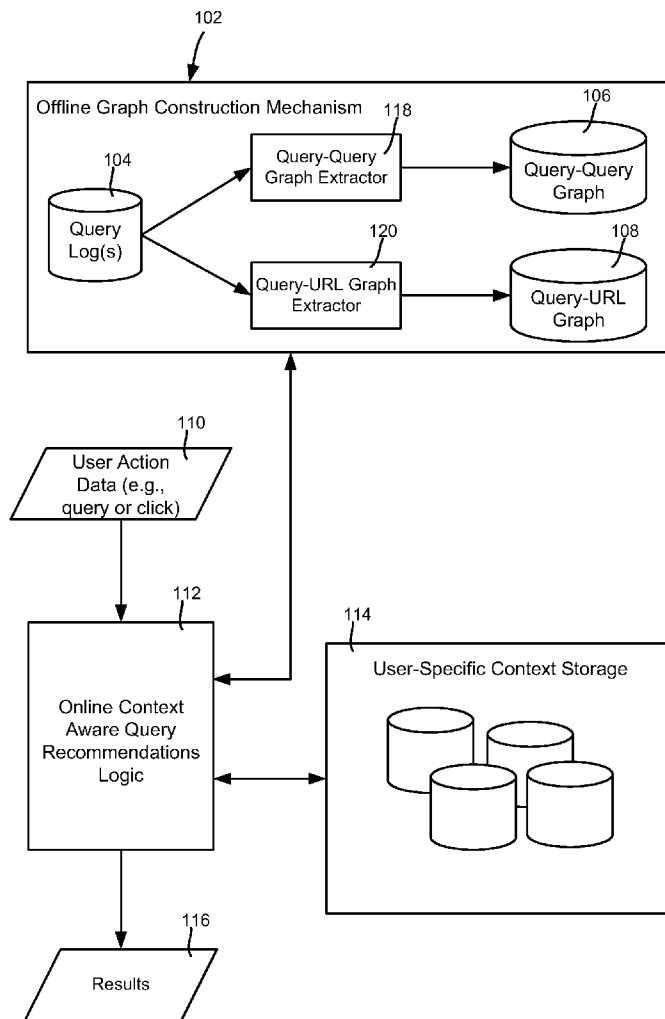 102
Offline Graph Construction Mechanism
118
106
104
Query-Query
Graph Extractor
Query-Query
Graph
Query
Log(s)
120
108
Query-URL Graph
Extractor
Query-URL
Graph
110
User Action
Data (e.g.,
query or click)
112
114
User-Specific Context Storage
Online Context
Aware Query
Recommendations
Logic
116
Results